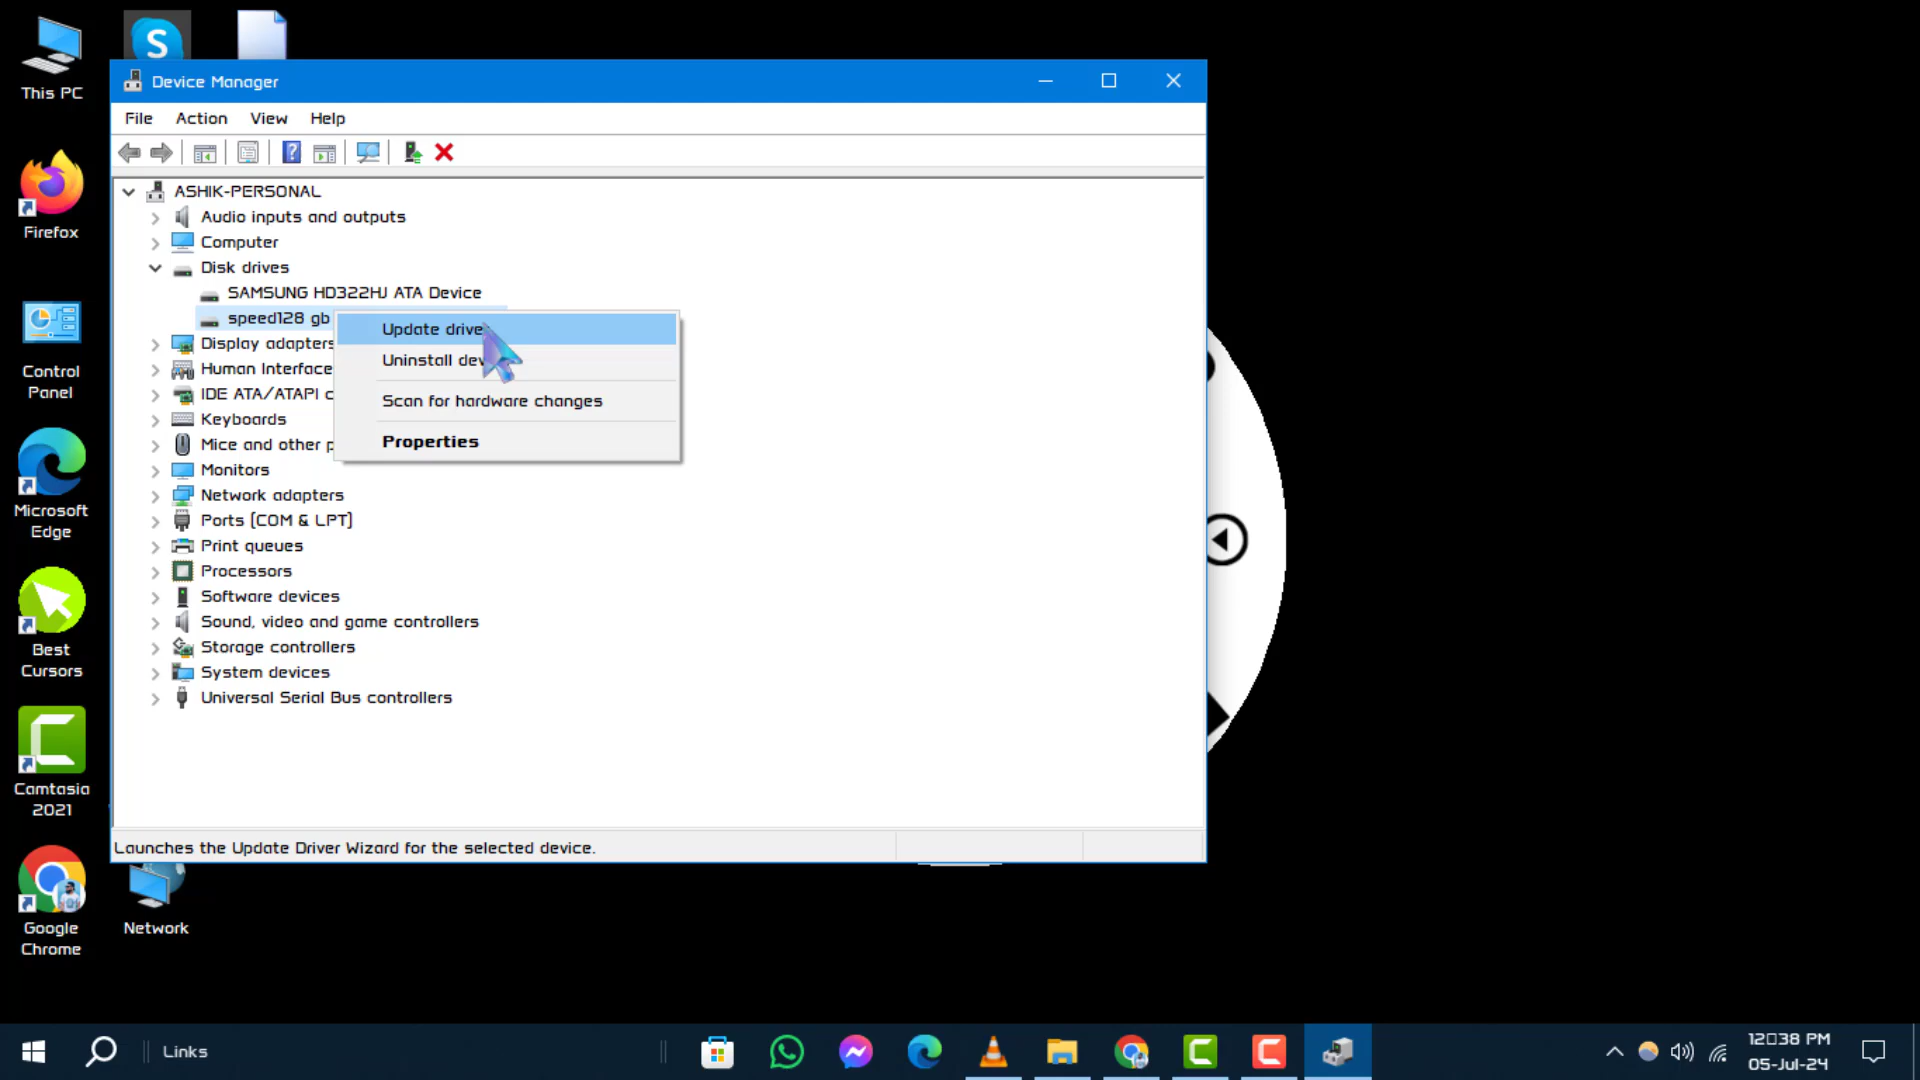 This PC
Firefox
Control
Panel
Microsoft
Edge
Best
Cursors
Camtasia
2021
Google
Chrome
Network
Device Manager
File Action View Help
ASHIK-PERSONAL
Audio inputs and outputs
Computer
Disk drives
SAMSUNG HD322HJ ATA Device
speed128 gb
Display adapters
Human Interface
IDE ATA/ATAPI c
Keyboards
Mice and other p
Monitors
Network adapters
Ports (COM & LPT)
Print queues
Processors
Software devices
Sound, video and game controllers
Storage controllers
System devices
Universal Serial Bus controllers
Update drive
Uninstall dev
Scan for hardware changes
Properties
Launches the Update Driver Wizard for the selected device.
Links
12:38 PM
05-Jul-24